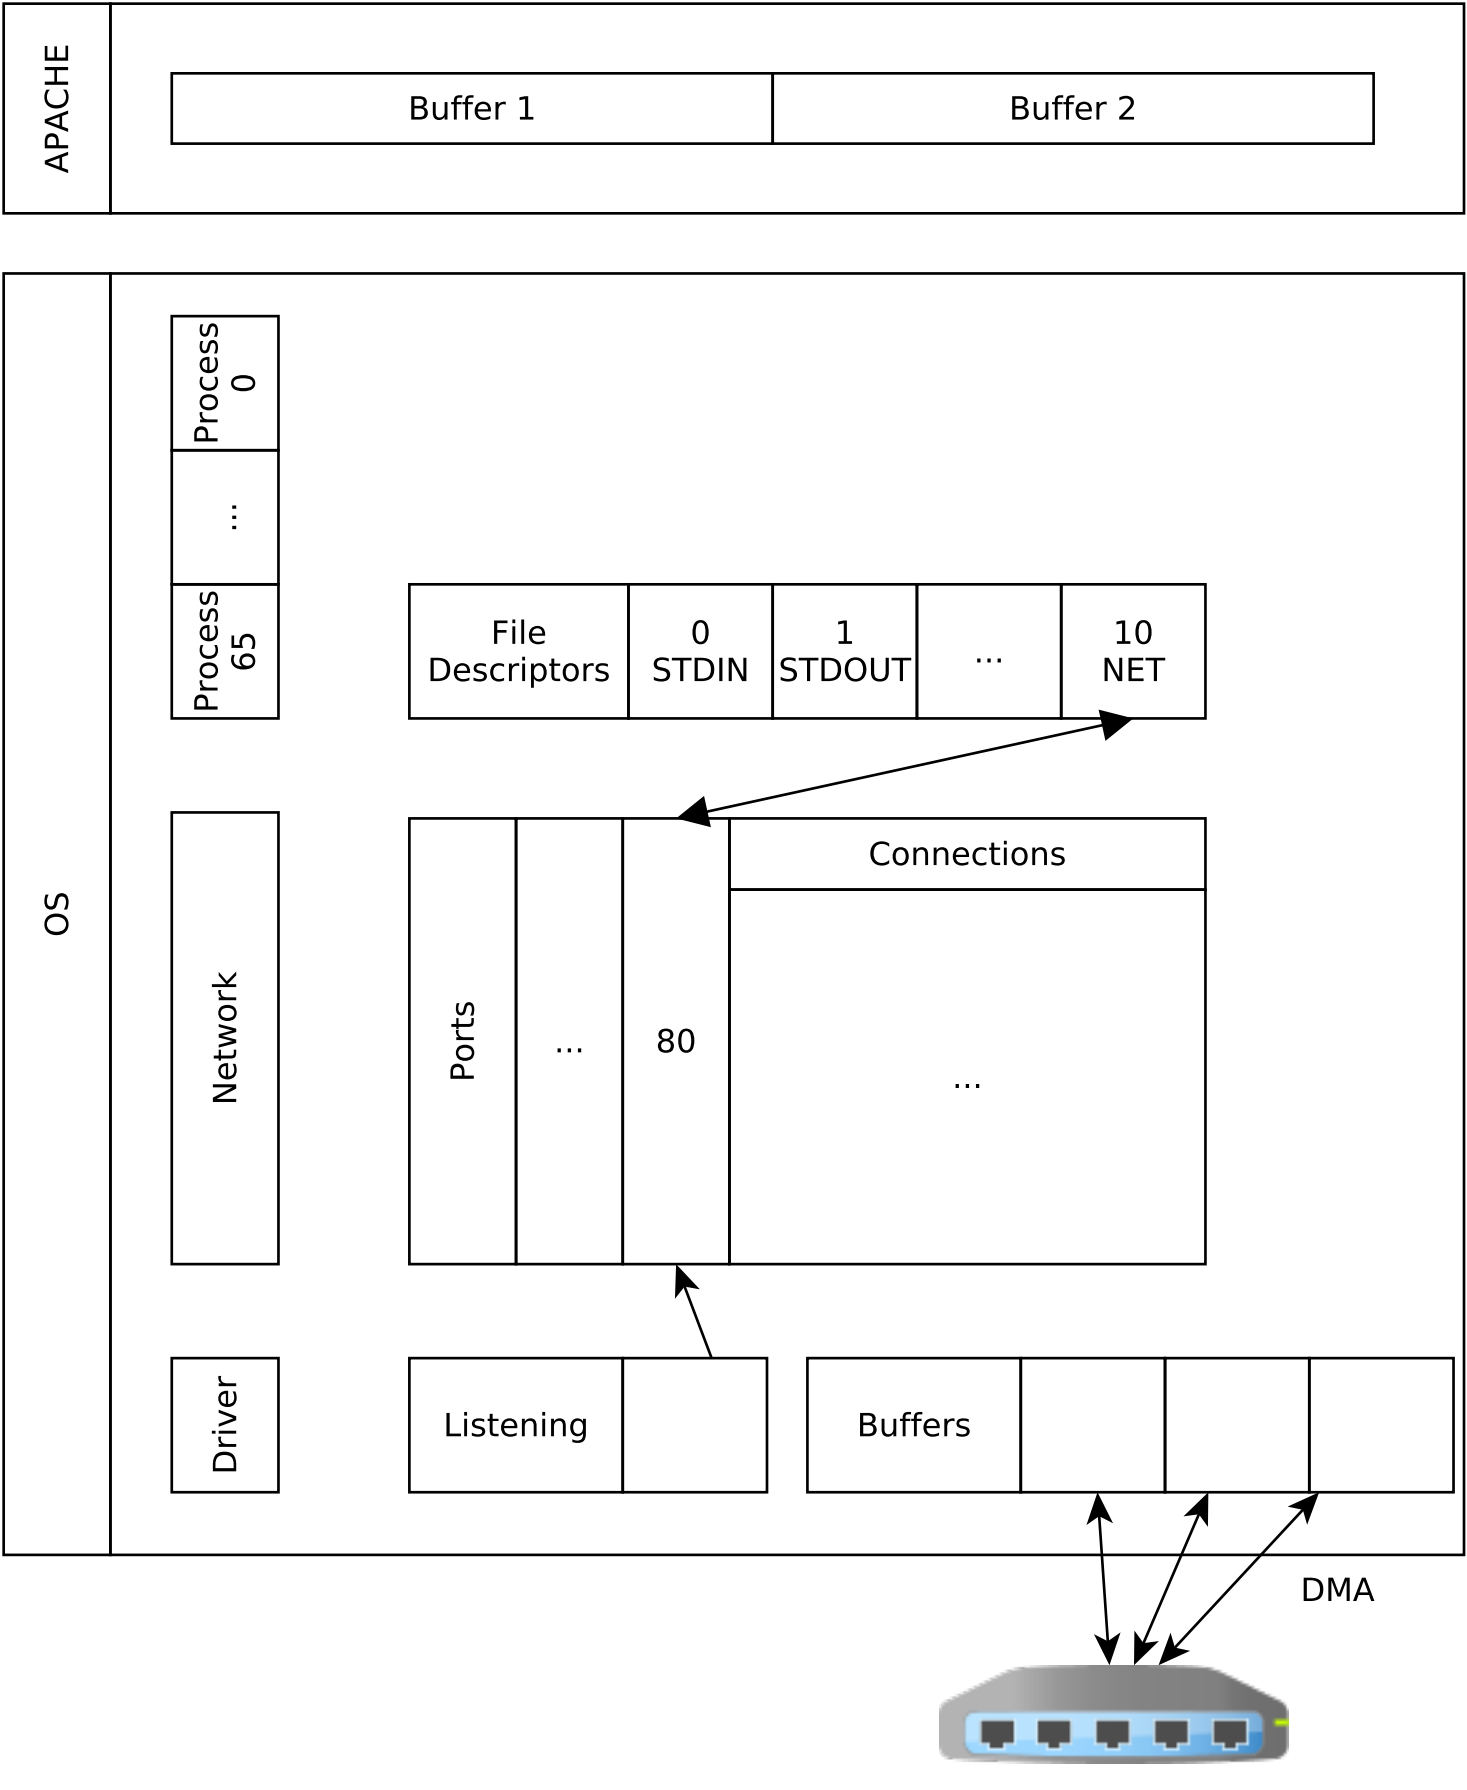 APACHE
Buffer 1
Buffer 2
OS
Process
0
...
Process
65
File
Descriptors
0
STDIN
1
STDOUT
...
10
NET
Network
Ports
...
80
Connections
...
Driver
Listening
Buffers
DMA